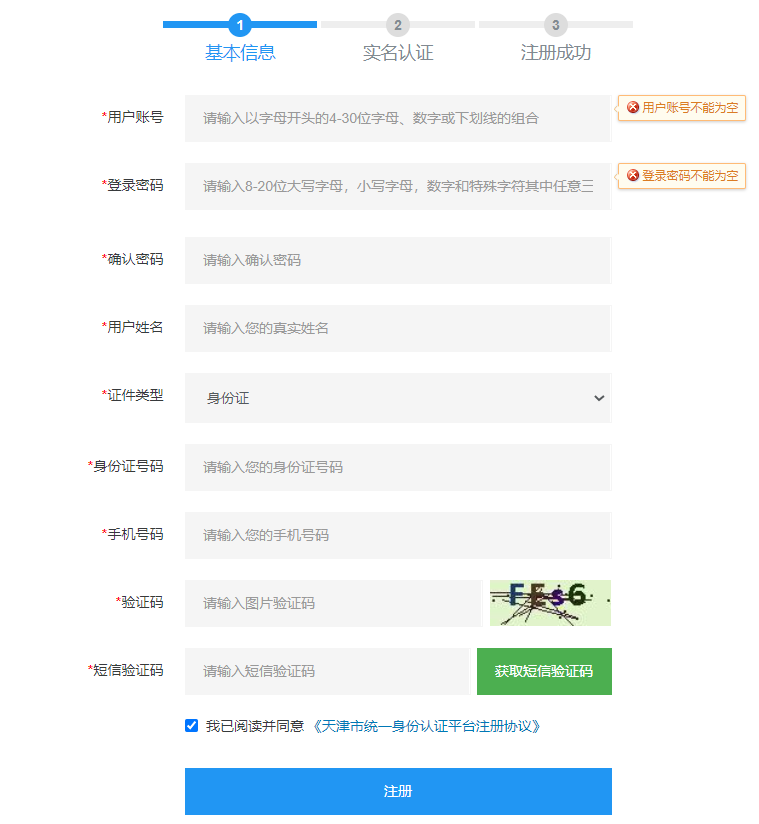 1 2 3
基本信息 实名认证 注册成功
*用户账号 请输入以字母开头的4-30位字母、数字或下划线的组合 用户账号不能为空
*登录密码 请输入8-20位大写字母，小写字母，数字和特殊字符其中任意三 登录密码不能为空
*确认密码 请输入确认密码
*用户姓名 请输入您的真实姓名
*证件类型 身份证
*身份证号码 请输入您的身份证号码
*手机号码 请输入您的手机号码
*验证码 请输入图片验证码 FEs6
*短信验证码 请输入短信验证码 获取短信验证码
我已阅读并同意 《天津市统一身份认证平台注册协议》
注册